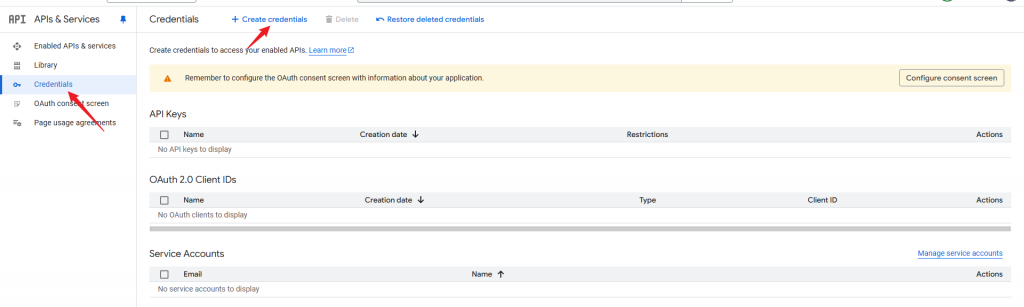 API APIs & Services
Credentials
+ Create credentials
Delete
Restore deleted credentials
Enabled APIs & services
Library
Credentials
OAuth consent screen
Page usage agreements
Create credentials to access your enabled APIs. Learn more
Remember to configure the OAuth consent screen with information about your application.
Configure consent screen
API Keys
Name Creation date Restrictions Actions
No API keys to display
OAuth 2.0 Client IDs
Name Creation date Type Client ID Actions
No OAuth clients to display
Service Accounts
Manage service accounts
Email Name Actions
No service accounts to display